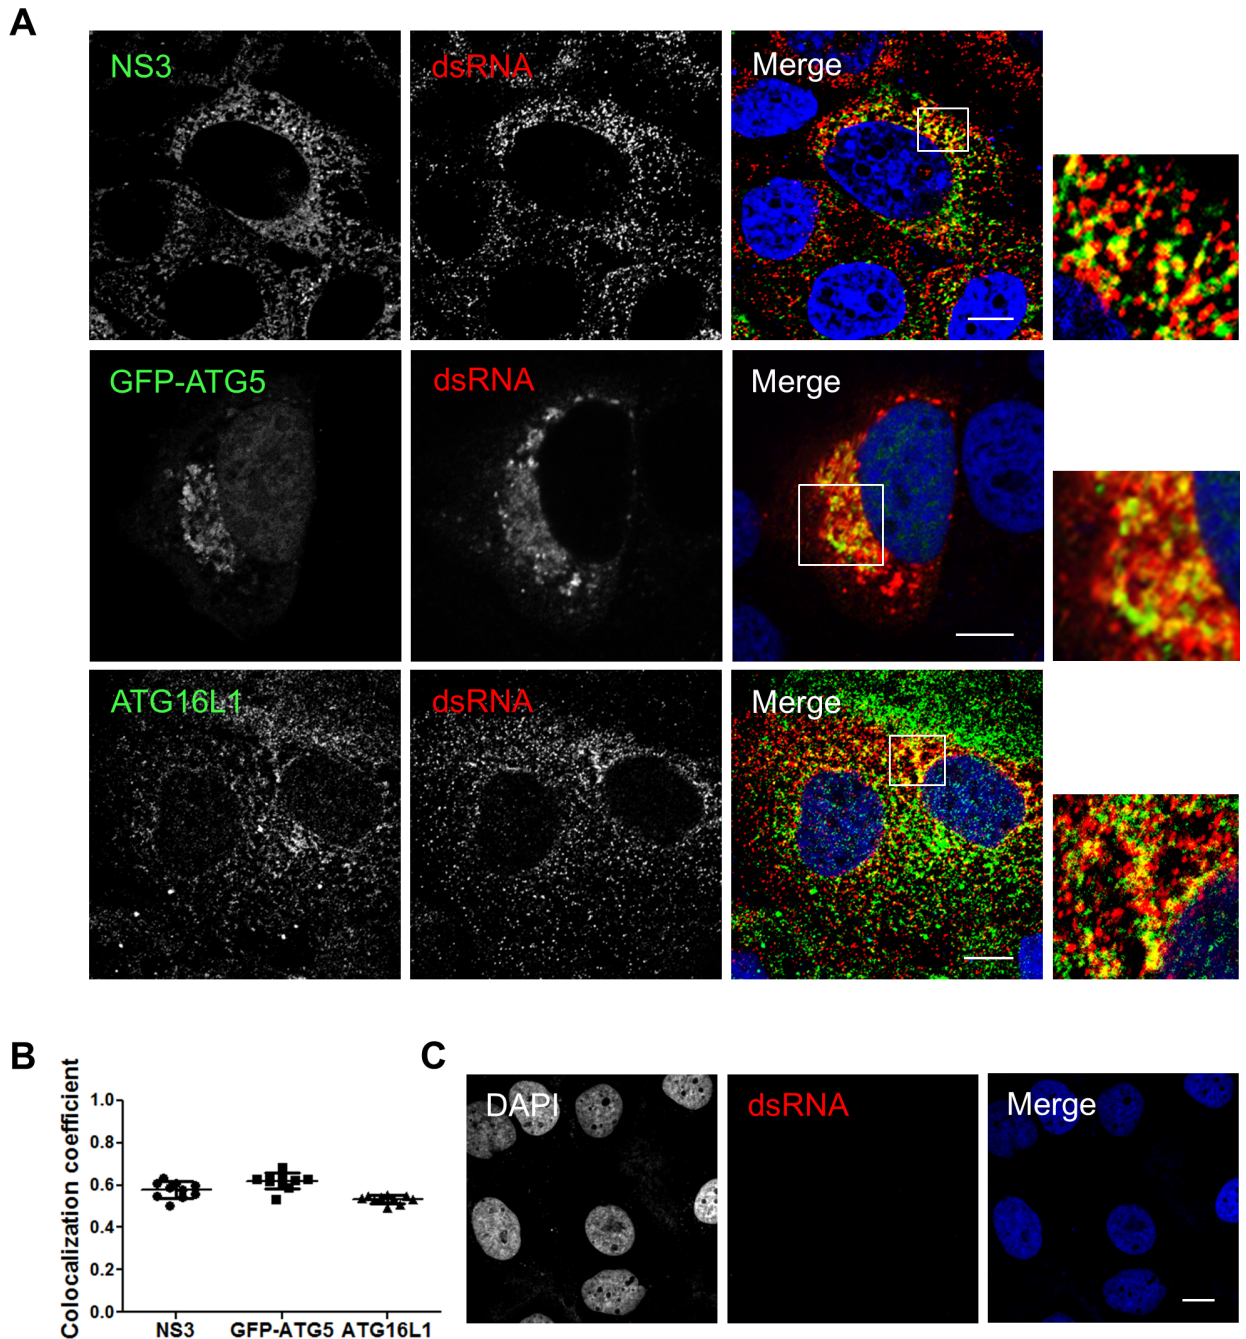 A
NS3 dsRNA Merge
GFP-ATG5 dsRNA Merge
ATG16L1 dsRNA Merge
B
Colocalization coefficient
1.0
0.8
0.6
0.4
0.2
0.0
NS3 GFP-ATG5 ATG16L1
C
DAPI dsRNA Merge